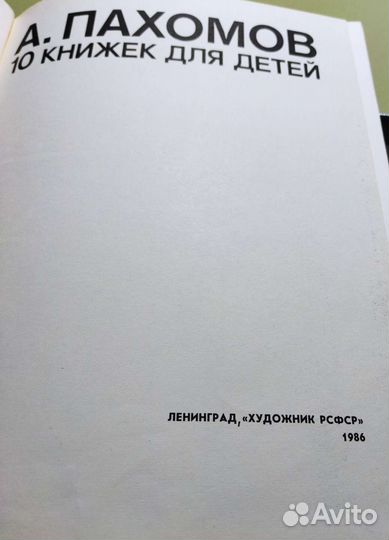 А. ПАХОМОВ
10 КНИЖЕК ДЛЯ ДЕТЕЙ
ЛЕНИНГРАД, «ХУДОЖНИК РСФСР»
1986
Avito